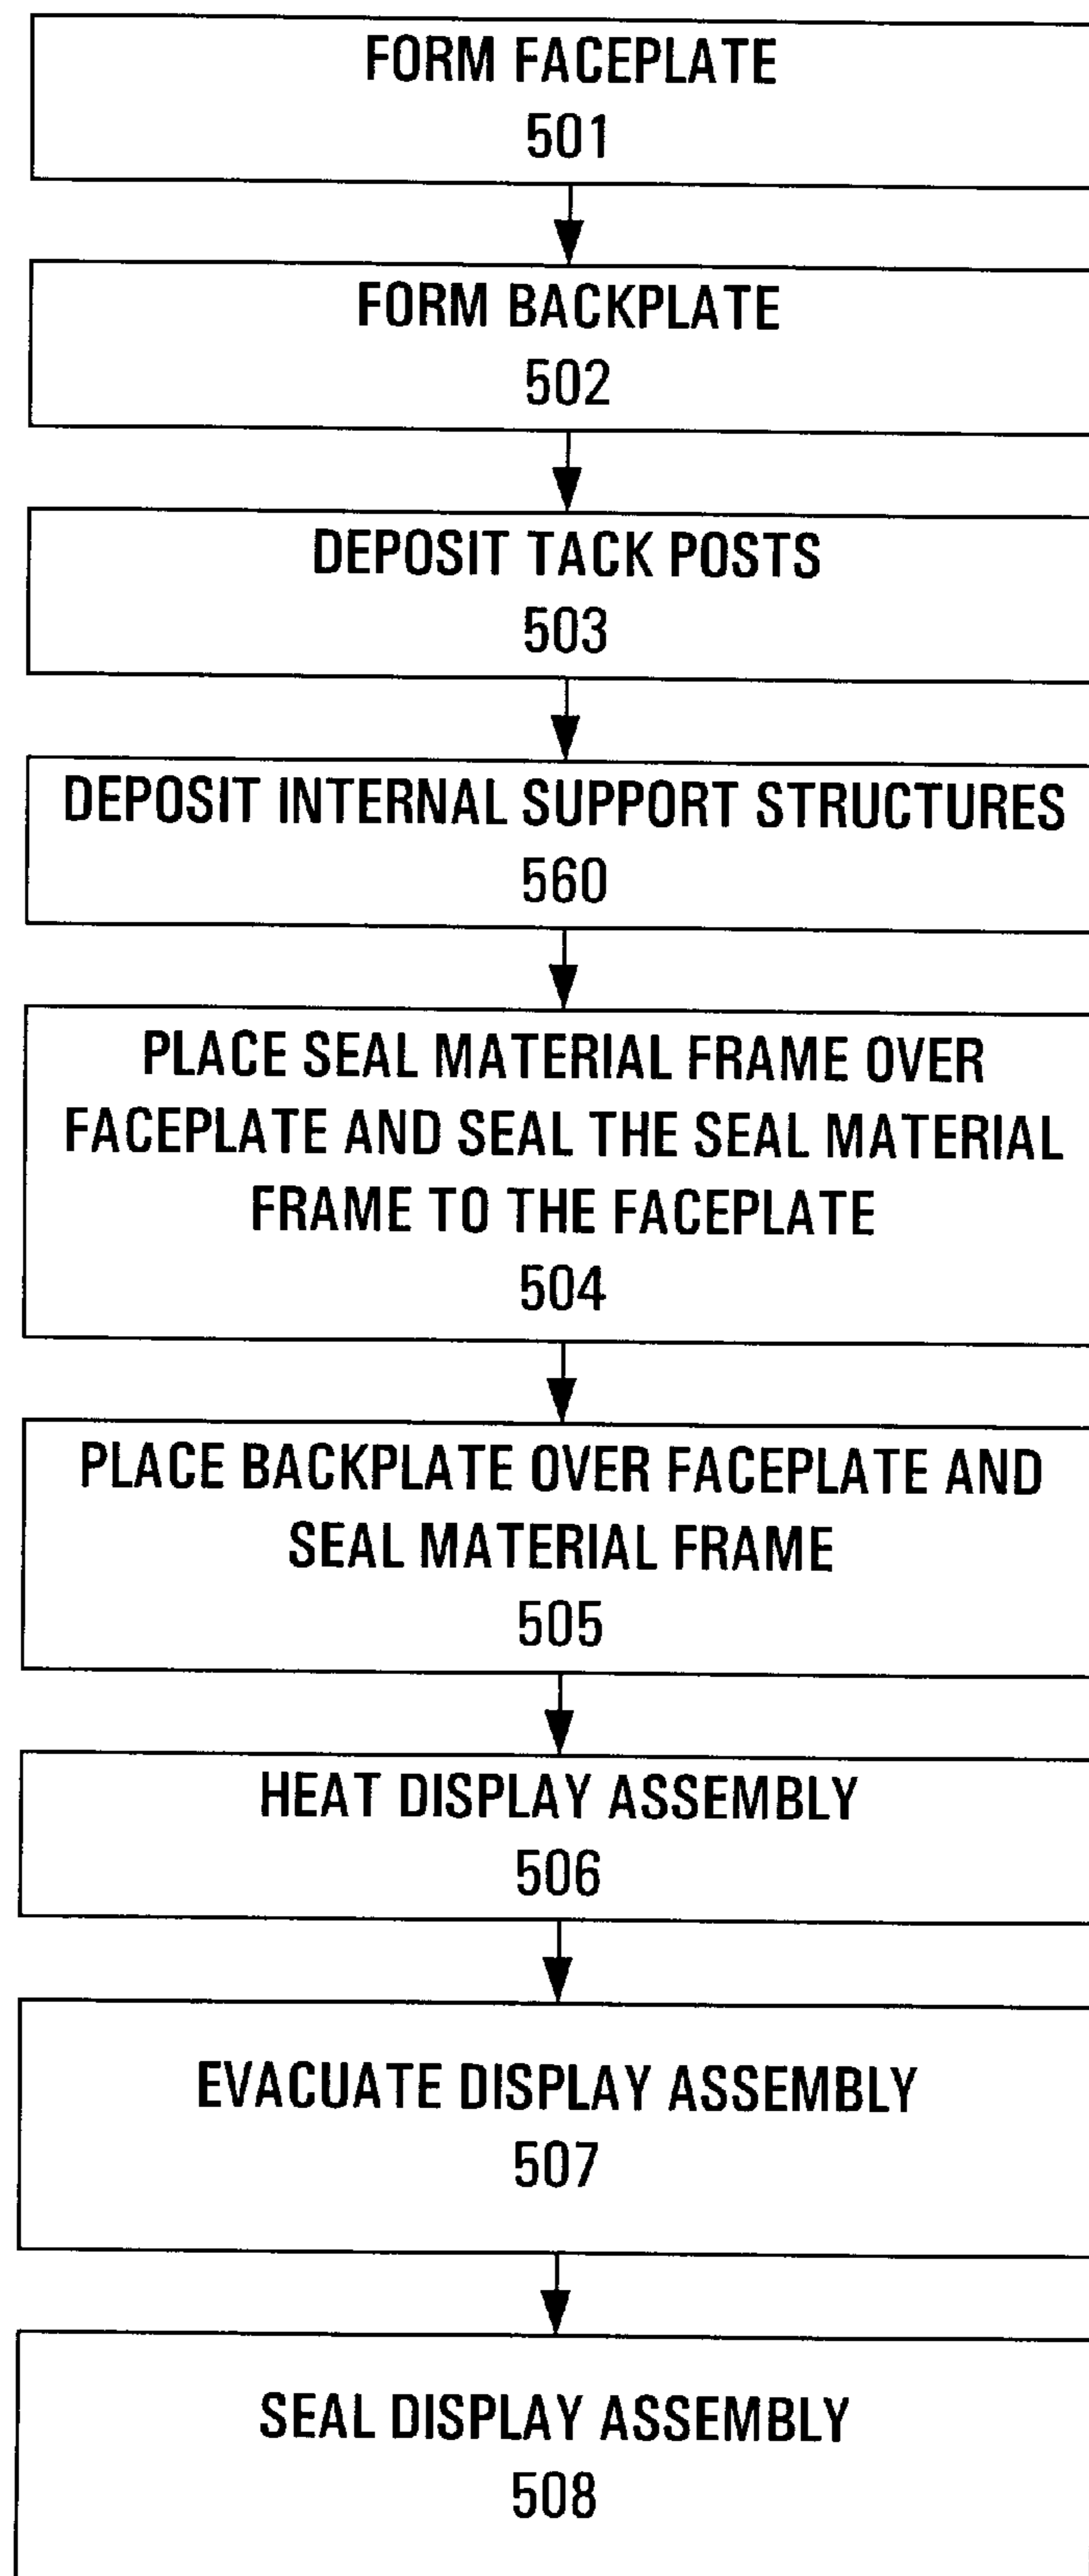 FORM FACEPLATE
501
FORM BACKPLATE
502
DEPOSIT TACK POSTS
503
DEPOSIT INTERNAL SUPPORT STRUCTURES
560
PLACE SEAL MATERIAL FRAME OVER
FACEPLATE AND SEAL THE SEAL MATERIAL
FRAME TO THE FACEPLATE
504
PLACE BACKPLATE OVER FACEPLATE AND
SEAL MATERIAL FRAME
505
HEAT DISPLAY ASSEMBLY
506
EVACUATE DISPLAY ASSEMBLY
507
SEAL DISPLAY ASSEMBLY
508